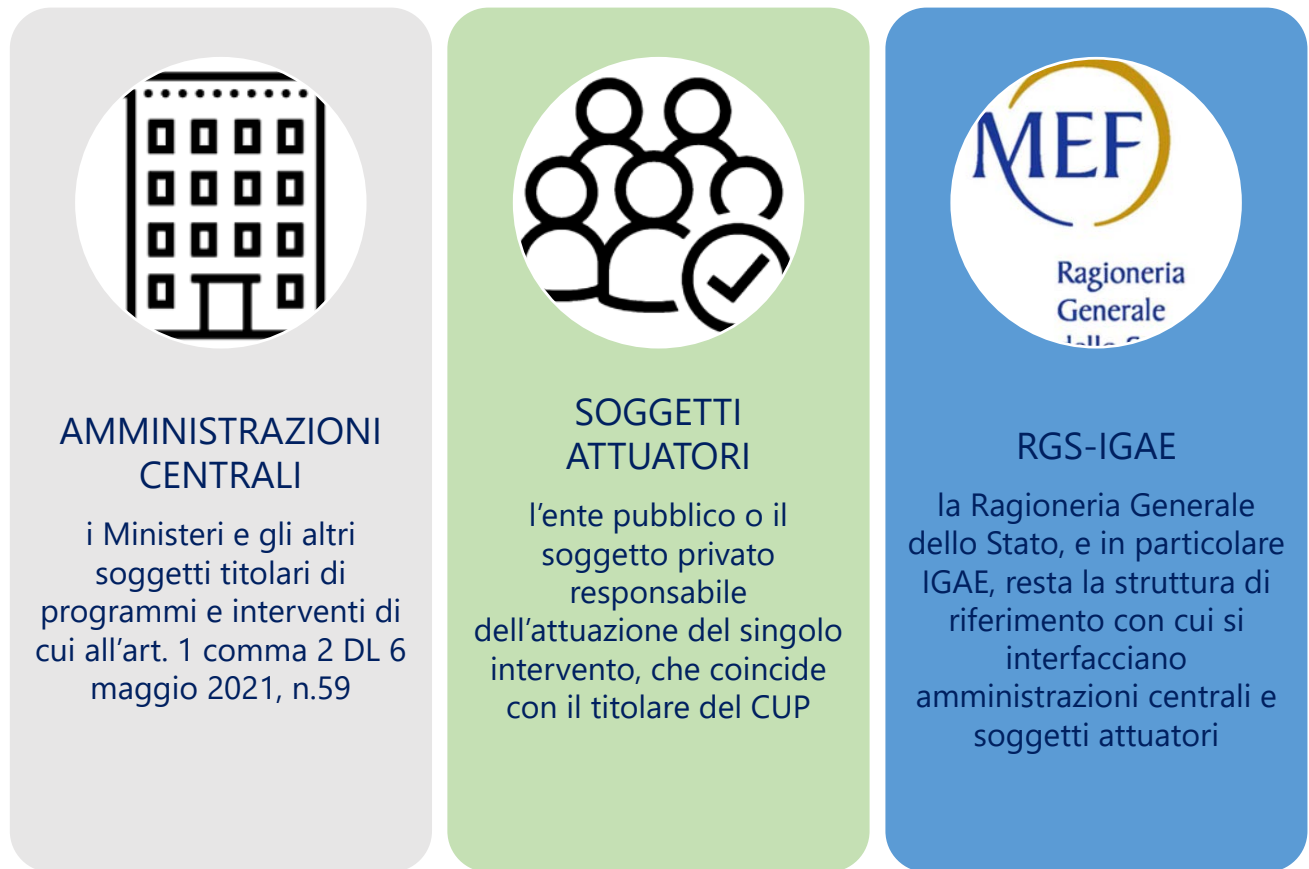 AMMINISTRAZIONI
CENTRALI
i Ministeri e gli altri
soggetti titolari di
programmi e interventi di
cui all'art. 1 comma 2 DL 6
maggio 2021, n.59
SOGGETTI
ATTUATORI
l'ente pubblico o il
soggetto privato
responsabile
dell'attuazione del singolo
intervento, che coincide
con il titolare del CUP
MEF
Ragioneria
Generale
RGS-IGAE
la Ragioneria Generale
dello Stato, e in particolare
IGAE, resta la struttura di
riferimento con cui si
interfacciano
amministrazioni centrali e
soggetti attuatori